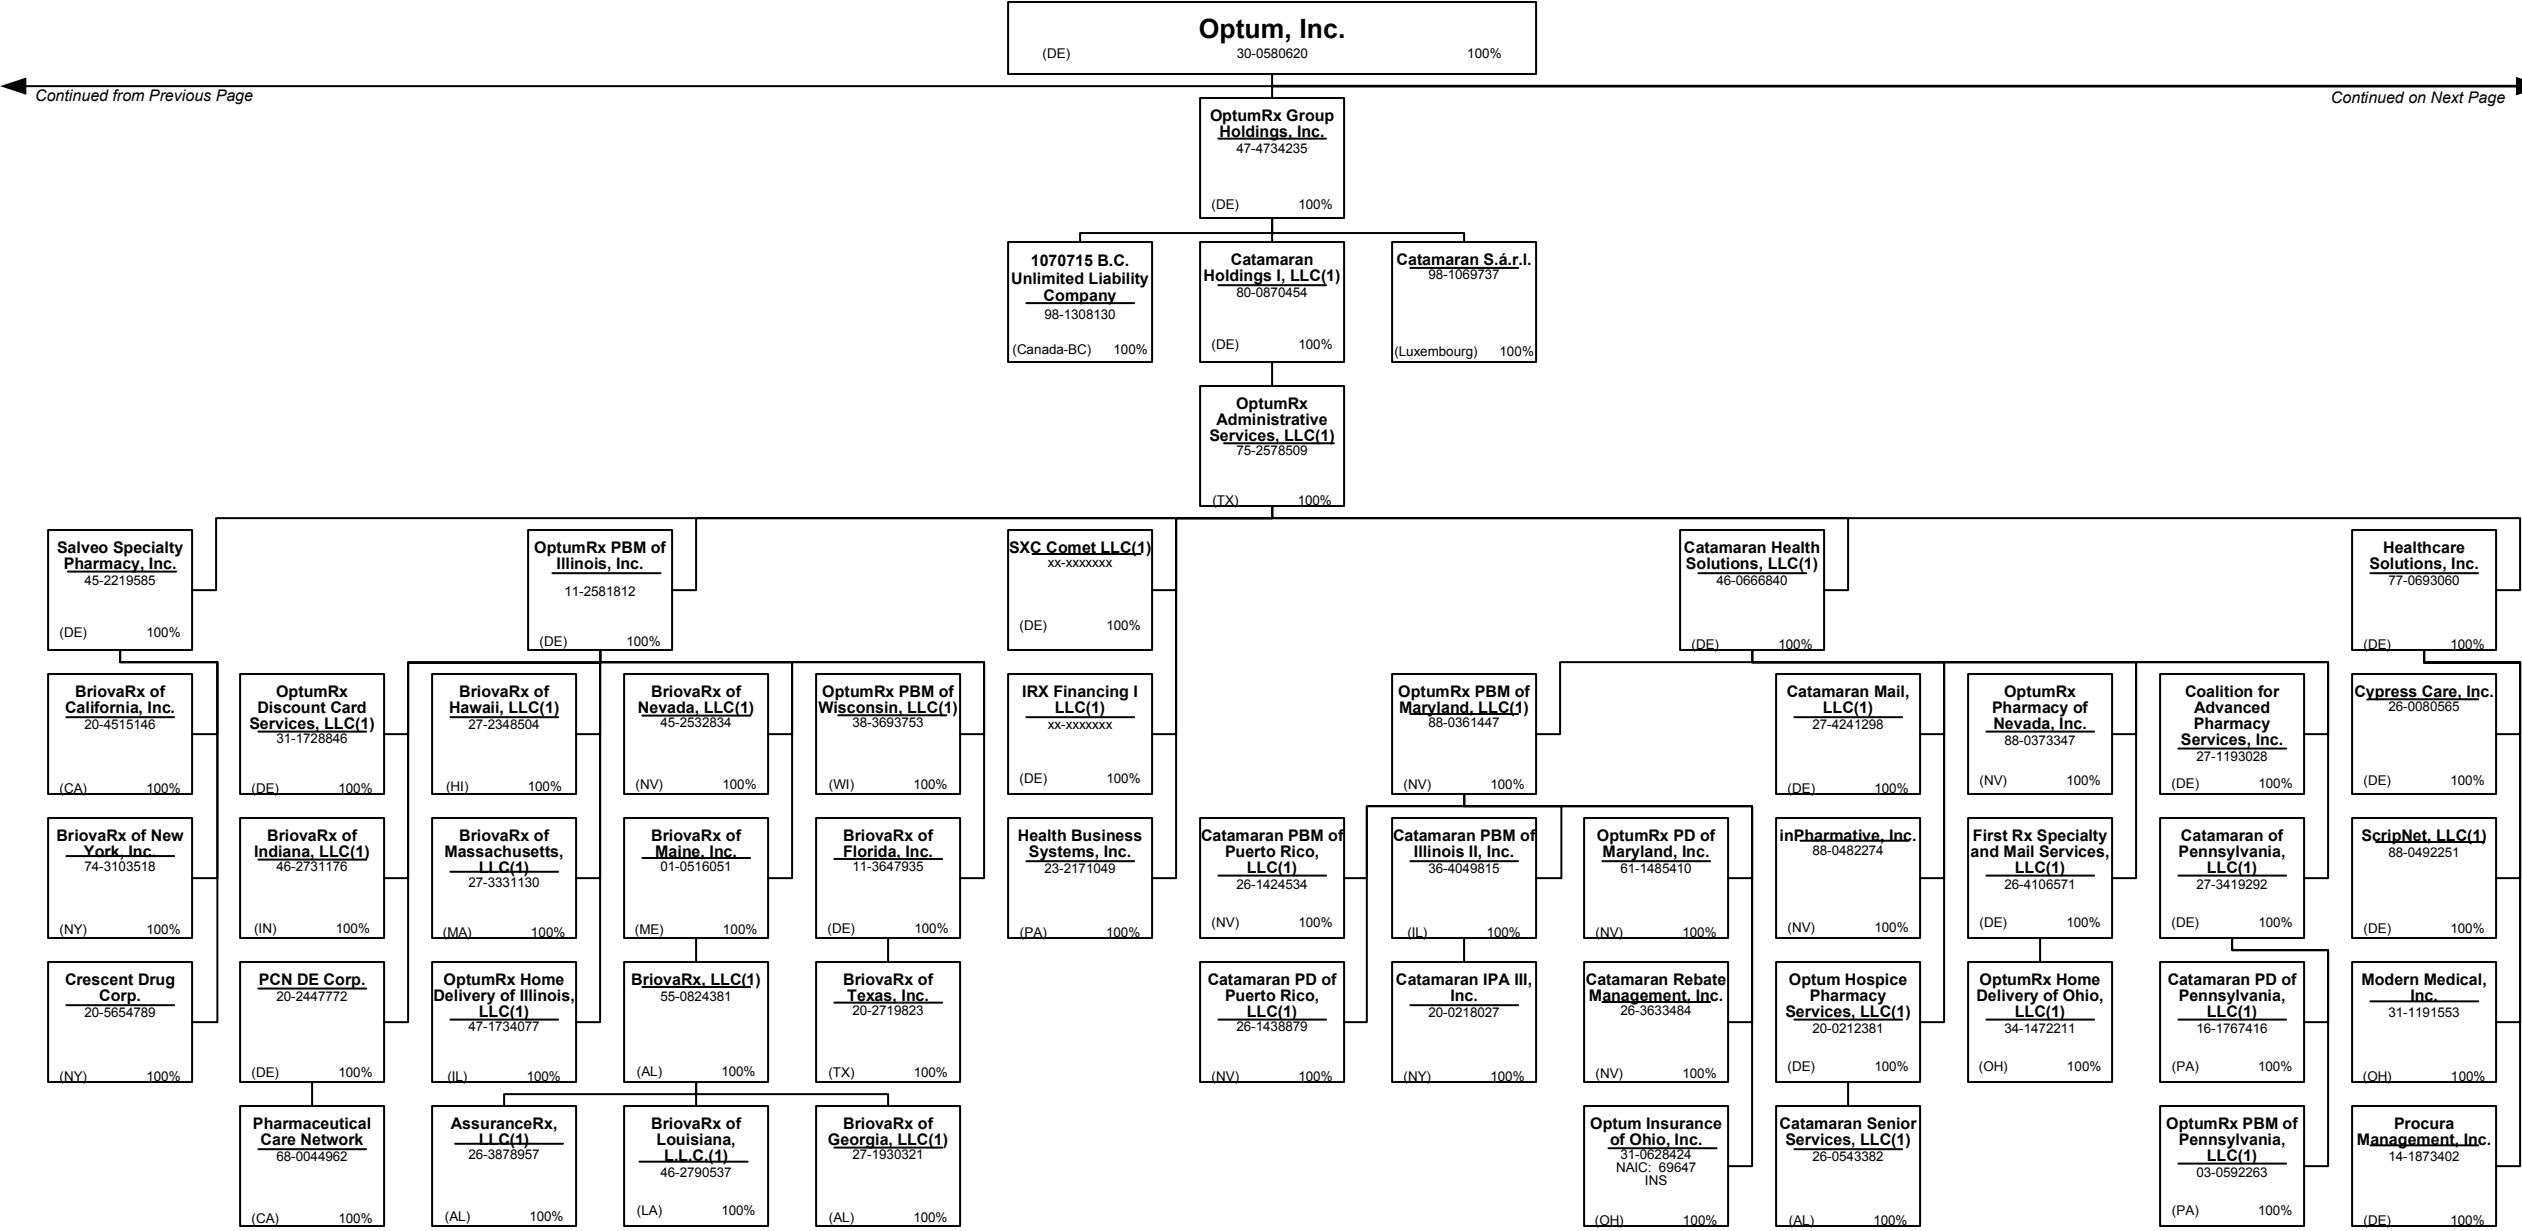 Optum, Inc.
(DE) 30-0580620 100%
Continued from Previous Page
Continued on Next Page
OptumRx Group
Holdings, Inc.
47-4734235
(DE) 100%
1070715 B.C.
Unlimited Liability
Company
98-1308130
(Canada-BC) 100%
Catamaran
Holdings I, LLC(1)
80-0870454
(DE) 100%
Catamaran S.á.r.l.
98-1069737
(Luxembourg) 100%
OptumRx
Administrative
Services, LLC(1)
75-2578509
(TX) 100%
Salveo Specialty
Pharmacy, Inc.
45-2219585
(DE) 100%
OptumRx PBM of
Illinois, Inc.
11-2581812
(DE) 100%
SXC Comet LLC(1)
xx-xxxxxxx
(DE) 100%
Catamaran Health
Solutions, LLC(1)
46-0666840
(DE) 100%
Healthcare
Solutions, Inc.
77-0693060
(DE) 100%
BriovaRx of
California, Inc.
20-4515146
(CA) 100%
OptumRx
Discount Card
Services, LLC(1)
31-1728846
(DE) 100%
BriovaRx of
Hawaii, LLC(1)
27-2348504
(HI) 100%
BriovaRx of
Nevada, LLC(1)
45-2532834
(NV) 100%
OptumRx PBM of
Wisconsin, LLC(1)
38-3693753
(WI) 100%
IRX Financing I
LLC(1)
xx-xxxxxxx
(DE) 100%
OptumRx PBM of
Maryland, LLC(1)
88-0361447
(NV) 100%
Catamaran Mail,
LLC(1)
27-4241298
(DE) 100%
OptumRx
Pharmacy of
Nevada, Inc.
88-0373347
(NV) 100%
Coalition for
Advanced
Pharmacy
Services, Inc.
27-1193028
(DE) 100%
Cypress Care, Inc.
26-0080565
(DE) 100%
BriovaRx of New
York, Inc.
74-3103518
(NY) 100%
BriovaRx of
Indiana, LLC(1)
46-2731176
(IN) 100%
BriovaRx of
Massachusetts,
LLC(1)
27-3331130
(MA) 100%
BriovaRx of
Maine, Inc.
01-0516051
(ME) 100%
BriovaRx of
Florida, Inc.
11-3647935
(DE) 100%
Health Business
Systems, Inc.
23-2171049
(PA) 100%
Catamaran PBM of
Puerto Rico,
LLC(1)
26-1424534
(NV) 100%
Catamaran PBM of
Illinois II, Inc.
36-4049815
(IL) 100%
OptumRx PD of
Maryland, Inc.
61-1485410
(NV) 100%
inPharmative, Inc.
88-0482274
(NV) 100%
First Rx Specialty
and Mail Services,
LLC(1)
26-4106571
(DE) 100%
Catamaran of
Pennsylvania,
LLC(1)
27-3419292
(DE) 100%
ScripNet, LLC(1)
88-0492251
(DE) 100%
Crescent Drug
Corp.
20-5654789
(NY) 100%
PCN DE Corp.
20-2447772
(DE) 100%
OptumRx Home
Delivery of Illinois,
LLC(1)
47-1734077
(IL) 100%
BriovaRx, LLC(1)
55-0824381
(AL) 100%
BriovaRx of
Texas, Inc.
20-2719823
(TX) 100%
Catamaran PD of
Puerto Rico,
LLC(1)
26-1438879
(NV) 100%
Catamaran IPA III,
Inc.
20-0218027
(NY) 100%
Catamaran Rebate
Management, Inc.
26-3633484
(NV) 100%
Optum Hospice
Pharmacy
Services, LLC(1)
20-0212381
(DE) 100%
OptumRx Home
Delivery of Ohio,
LLC(1)
34-1472211
(OH) 100%
Catamaran PD of
Pennsylvania,
LLC(1)
16-1767416
(PA) 100%
Modern Medical,
Inc.
31-1191553
(OH) 100%
Pharmaceutical
Care Network
68-0044962
(CA) 100%
AssuranceRx,
LLC(1)
26-3878957
(AL) 100%
BriovaRx of
Louisiana,
L.L.C.(1)
46-2790537
(LA) 100%
BriovaRx of
Georgia, LLC(1)
27-1930321
(AL) 100%
Optum Insurance
of Ohio, Inc.
31-0628424
NAIC: 69647
INS
(OH) 100%
Catamaran Senior
Services, LLC(1)
26-0543382
(AL) 100%
OptumRx PBM of
Pennsylvania,
LLC(1)
03-0592263
(PA) 100%
Procura
Management, Inc.
14-1873402
(DE) 100%